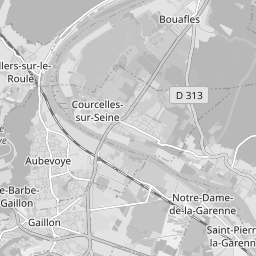 Bouafles
llers-sur-le-
Roule
D 313
Courcelles-
sur-Seine
Aubevoye
e-Barbe-
Gaillon
Notre-Dame-
de-la-Garenne
Gaillon
Saint-Pierr
la-Garenn